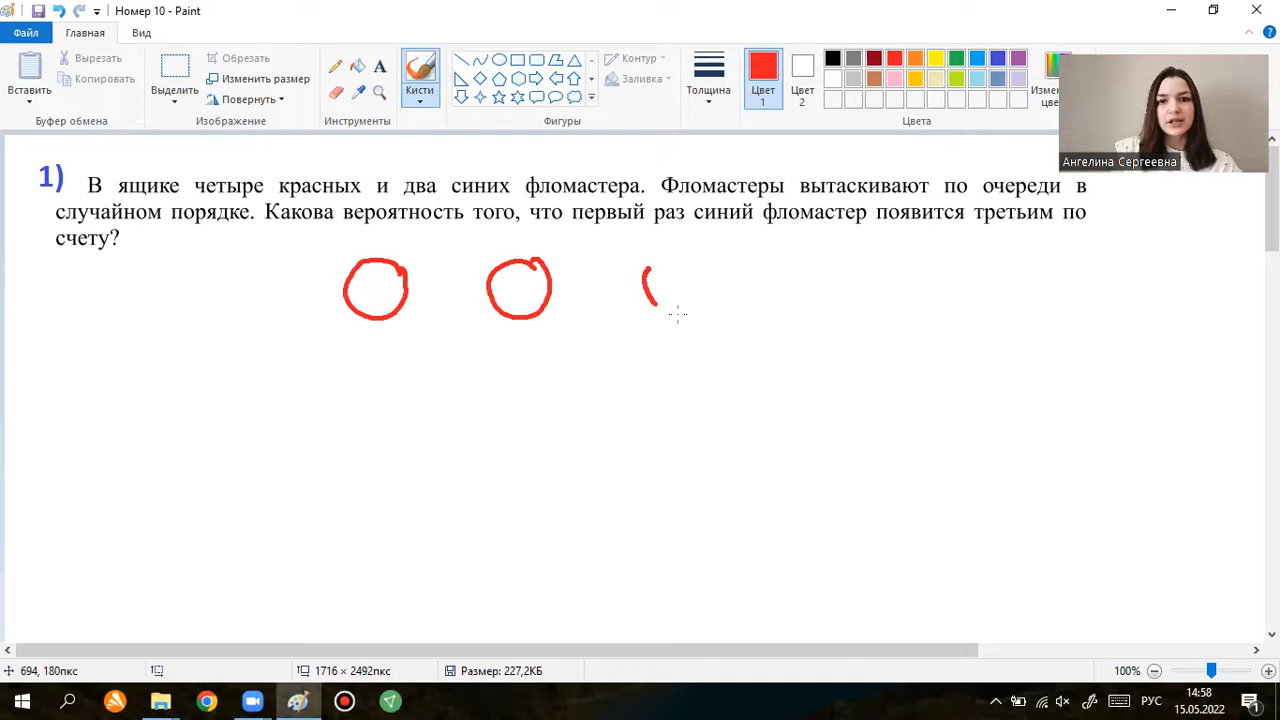 Номер 10 - Paint
Файл
Главная
Вид
Вставить
Вырезать
Копировать
Буфер обмена
Выделить
Обрезать
Изменить размер
Повернуть
Изображение
A
Инструменты
Кисти
Контур
Заливка
Фигуры
Толщина
Цвет
1
Цвет
2
Цвета
Ангелина Сергеевна
1) В ящике четыре красных и два синих фломастера. Фломастеры вытаскивают по очереди в
случайном порядке. Какова вероятность того, что первый раз синий фломастер появится третьим по
счету?
694, 180пкс
1716 × 2492пкс
Размер: 227,2КБ
100%
РУС
14:58
15.05.2022
1